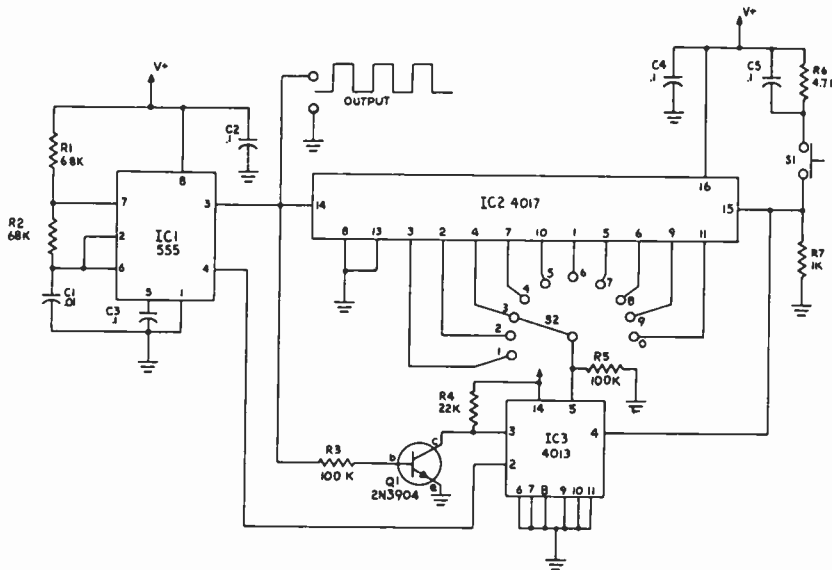 V+
R1
68K
R2
68K
C1
.01
C2
.1
8
7
2
6
3
4
5
1
IC1
555
C3
.1
OUTPUT
V+
C4
.1
C5
.1
R6
S1
R7
1K
IC2 4017
14
16
15
8
13
3
2
4
7
10
1
5
6
9
11
1
2
3
4
5
6
7
8
9
0
S2
R5
100K
R4
22K
R3
100K
b
c
e
Q1
2N3904
14
5
3
2
4
IC3
4013
6
7
8
9
10
11